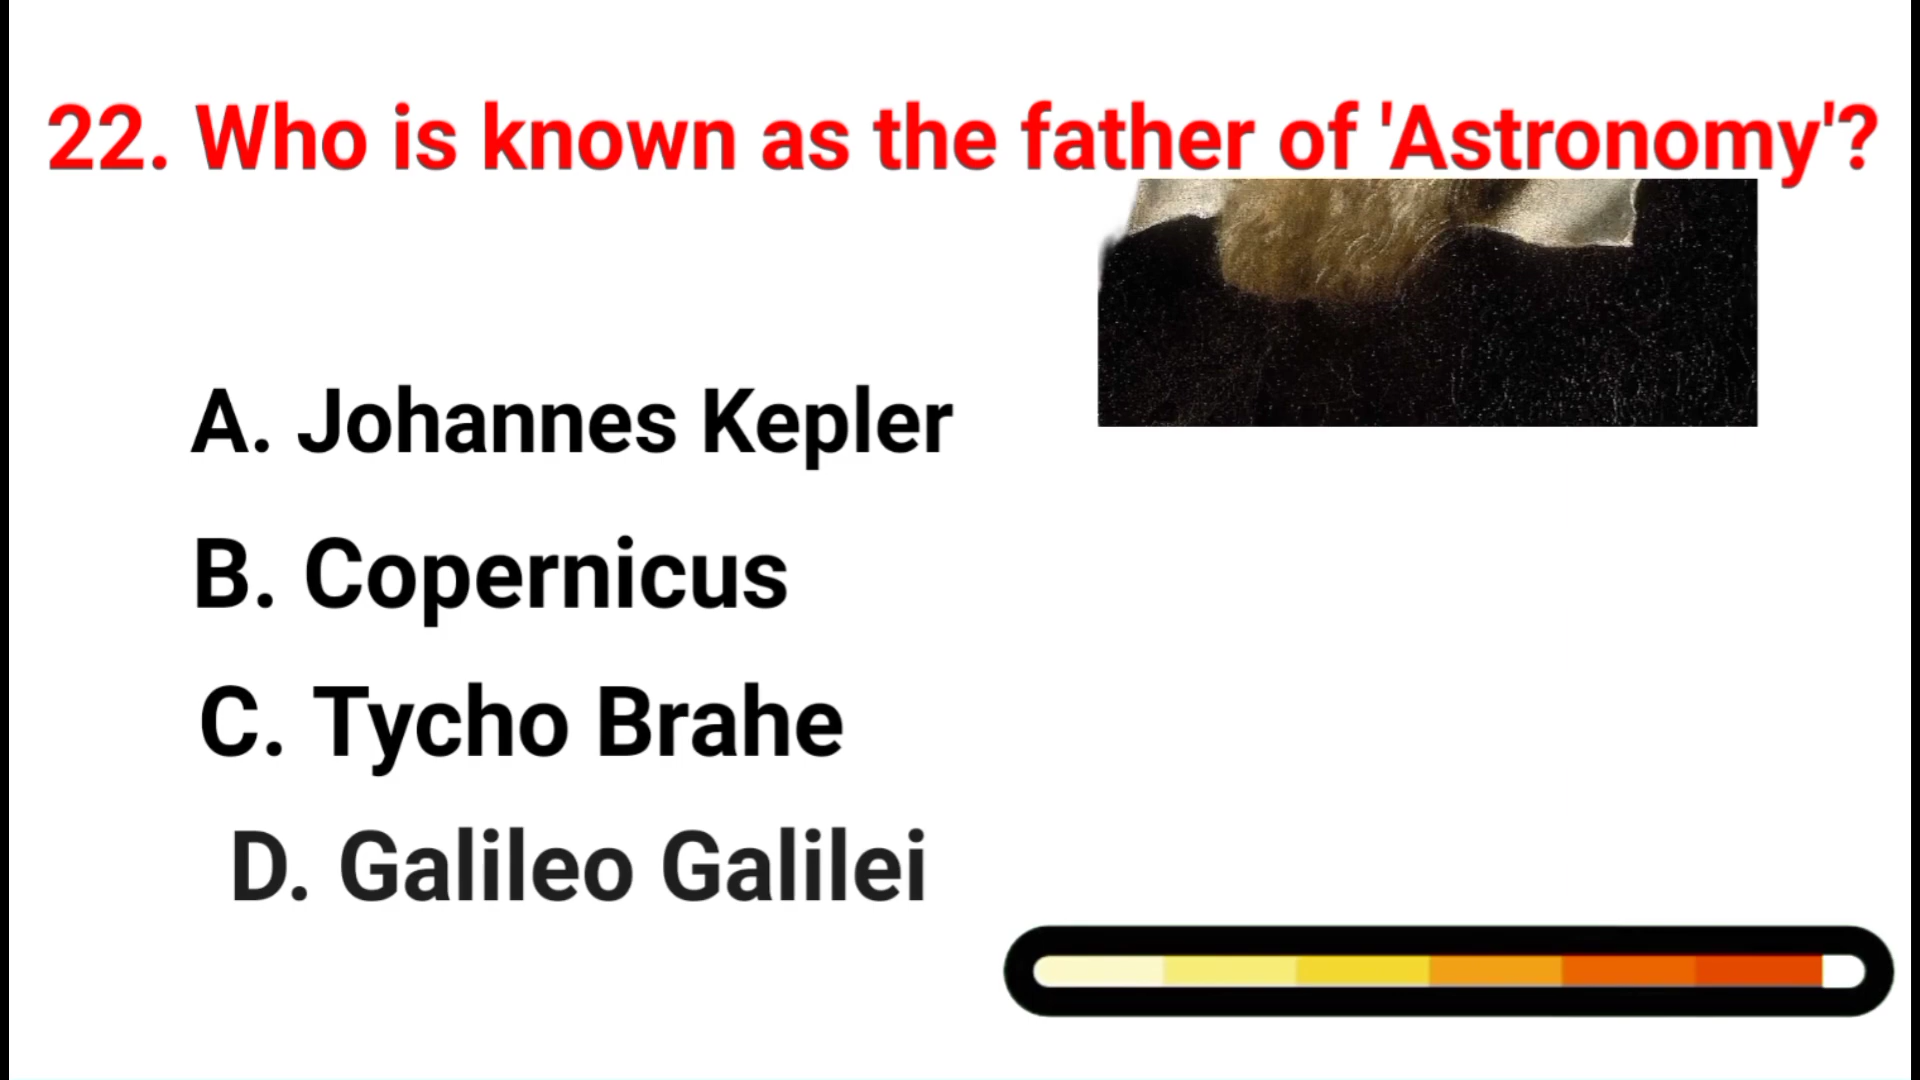 22. Who is known as the father of 'Astronomy'?
A. Johannes Kepler
B. Copernicus
C. Tycho Brahe
D. Galileo Galilei